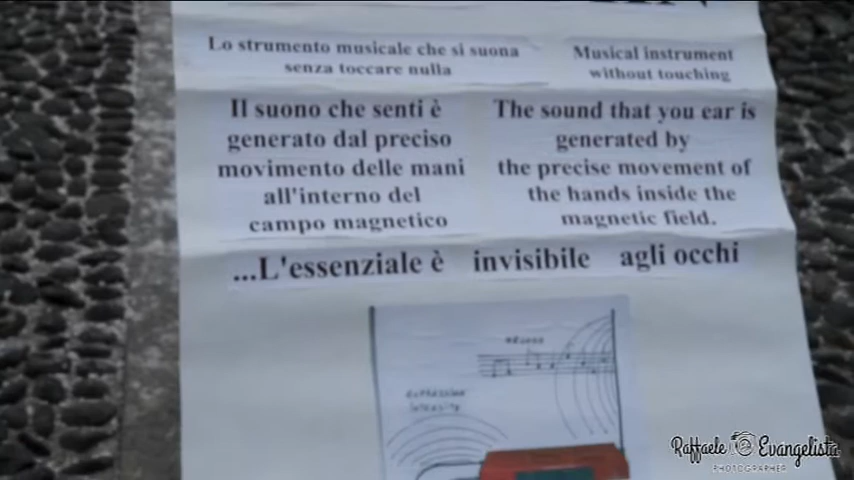 Lo strumento musicale che si suona
senza toccare nulla
Musical instrument
without touching
Il suono che senti è
generato dal preciso
movimento delle mani
all'interno del
campo magnetico
The sound that you ear is
generated by
the precise movement of
the hands inside the
magnetic field.
...L'essenziale è invisibile agli occhi
Raffaele Evangelista
PHOTOGRAPHER